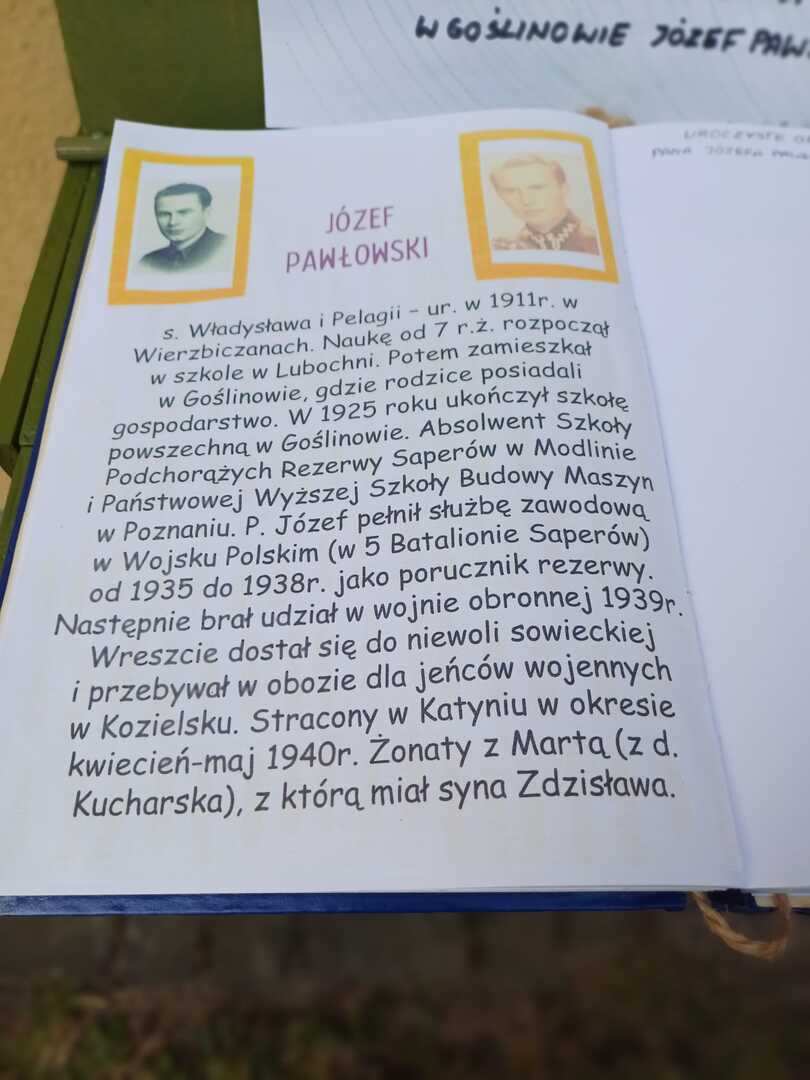 W GOŚLINOWIE JÓZEF
JÓZEF
PAWŁOWSKI
s. Władysława i Pelagii - ur. w 1911r. w
Wierzbiczanach. Naukę od 7 r.ż. rozpoczął
w szkole w Lubochni. Potem zamieszkał
w Goślinowie, gdzie rodzice posiadali
gospodarstwo. W 1925 roku ukończył szkołę
powszechną w Goślinowie. Absolwent Szkoły
Podchorążych Rezerwy Saperów w Modlinie
i Państwowej Wyższej Szkoły Budowy Maszyn
w Poznaniu. P. Józef pełnił służbę zawodową
w Wojsku Polskim (w 5 Batalionie Saperów)
od 1935 do 1938r. jako porucznik rezerwy.
Następnie brał udział w wojnie obronnej 1939r.
Wreszcie dostał się do niewoli sowieckiej
i przebywał w obozie dla jeńców wojennych
w Kozielsku. Stracony w Katyniu w okresie
kwiecień-maj 1940r. Żonaty z Martą (z d.
Kucharska), z którą miał syna Zdzisława.
UROCZYSTE
PANA JÓZEFA